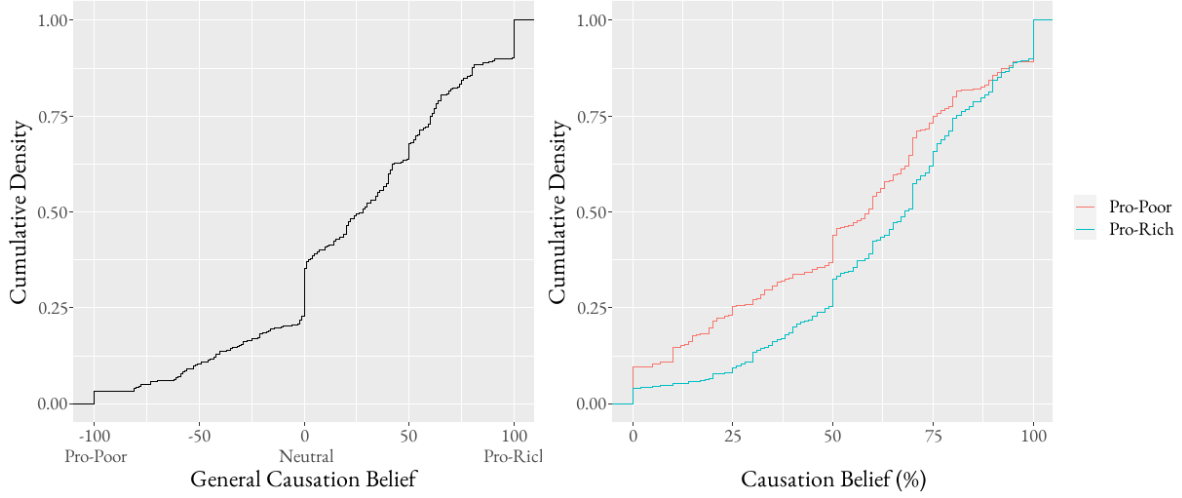 1.00
0.75
0.50
0.25
0.00
Cumulative Density
-100
Pro-Poor
-50
0
Neutral
50
100
Pro-Ricl
General Causation Belief
1.00
0.75
0.50
0.25
0.00
Cumulative Density
0
25
50
75
100
Causation Belief (%)
Pro-Poor
Pro-Rich